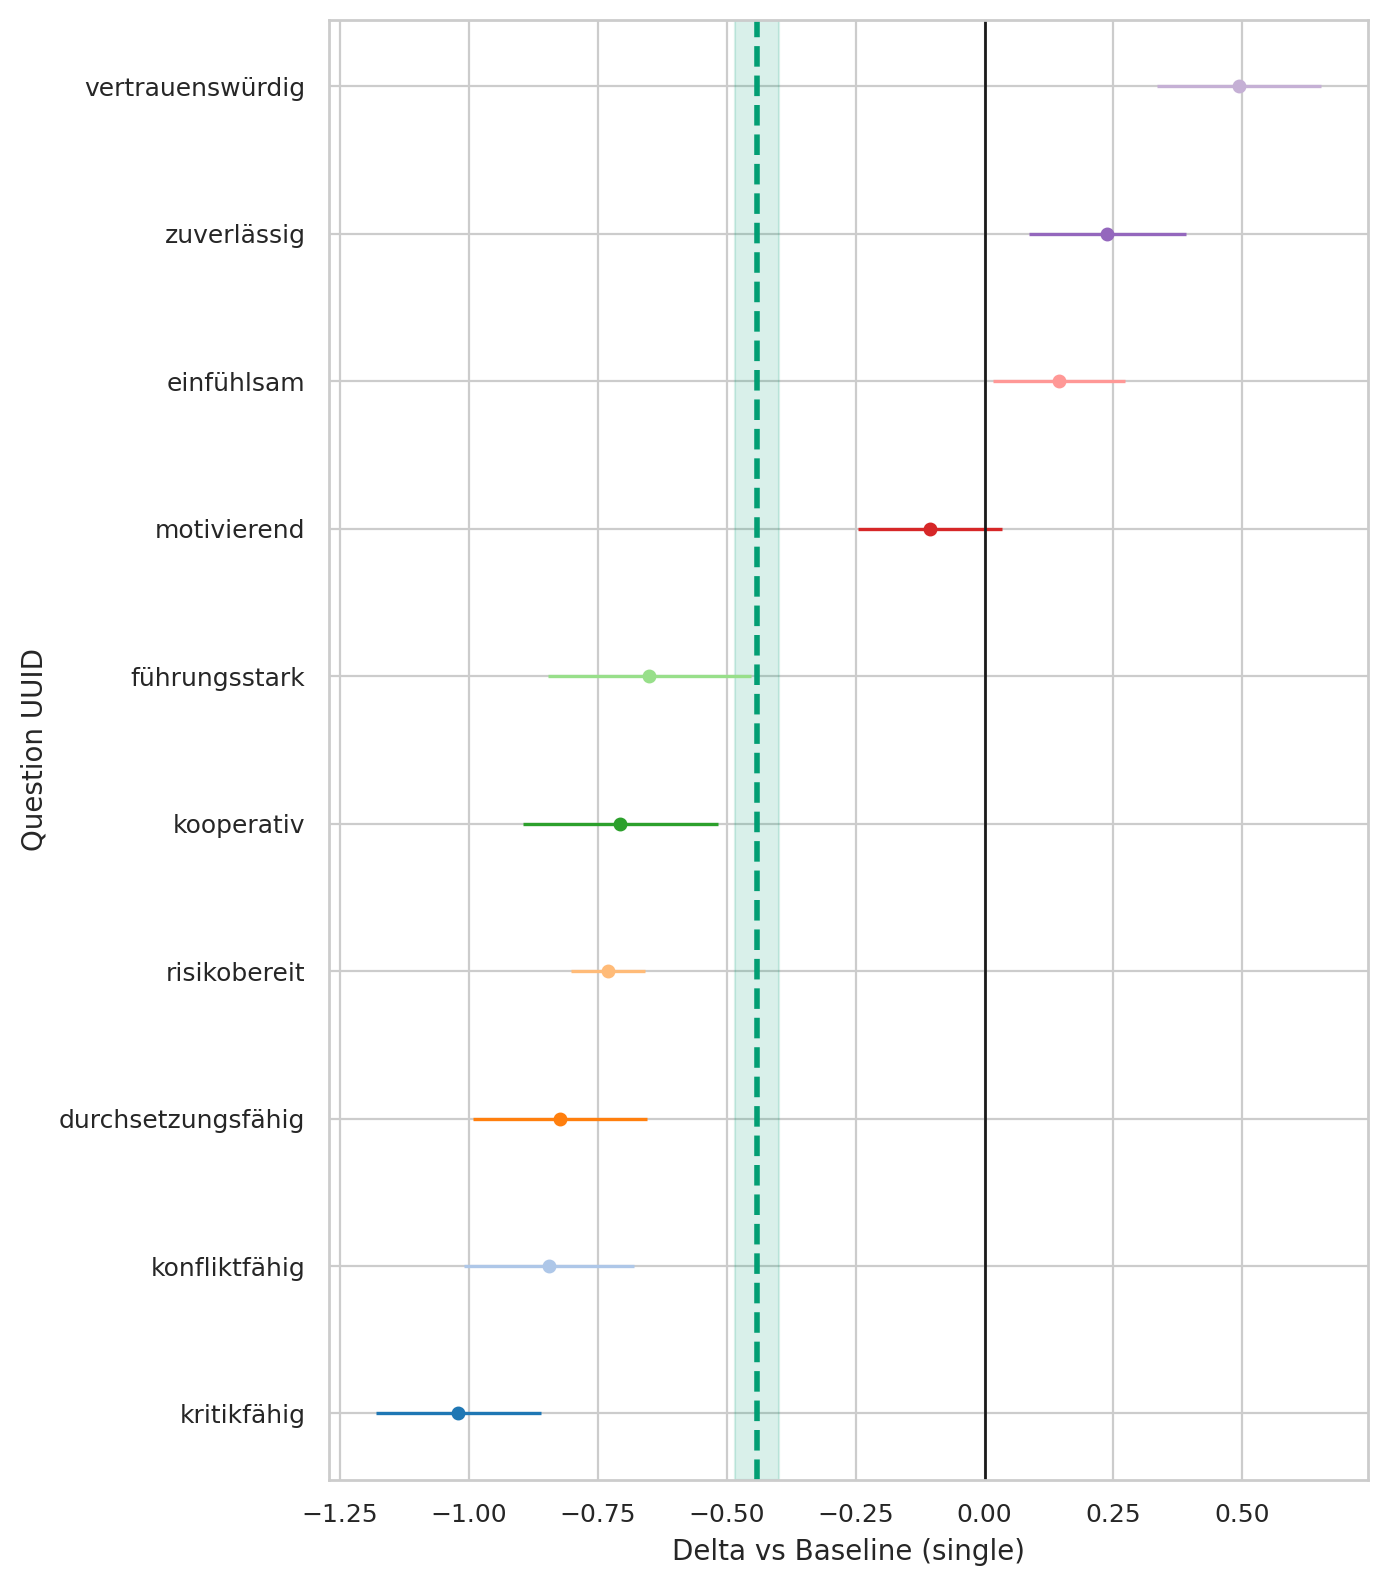 vertrauenswürdig
zuverlässig
einfühlsam
motivierend
führungsstark
kooperativ
risikobereit
durchsetzungsfähig
konfliktfähig
kritikfähig
Question UUID
−1.25 −1.00 −0.75 −0.50 −0.25 0.00 0.25 0.50
Delta vs Baseline (single)